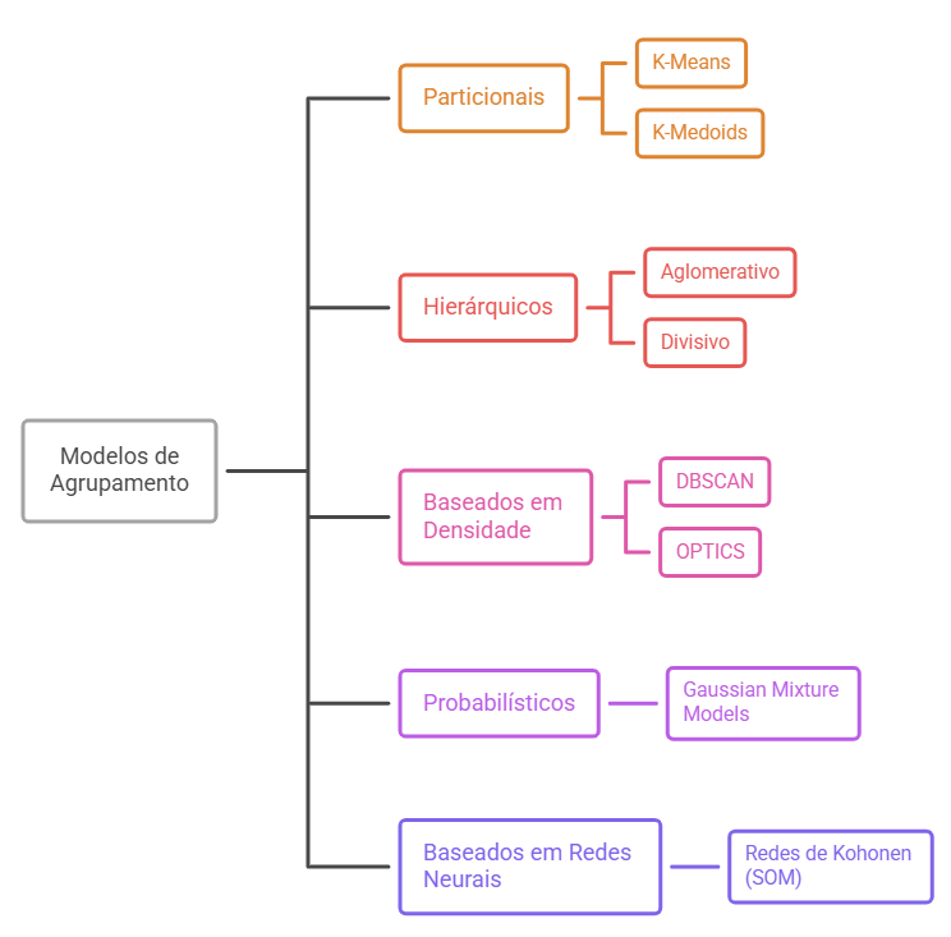 Modelos de
Agrupamento
Particionais
K-Means
K-Medoids
Hierárquicos
Aglomerativo
Divisivo
Baseados em
Densidade
DBSCAN
OPTICS
Probabilísticos
Gaussian Mixture
Models
Baseados em Redes
Neurais
Redes de Kohonen
(SOM)